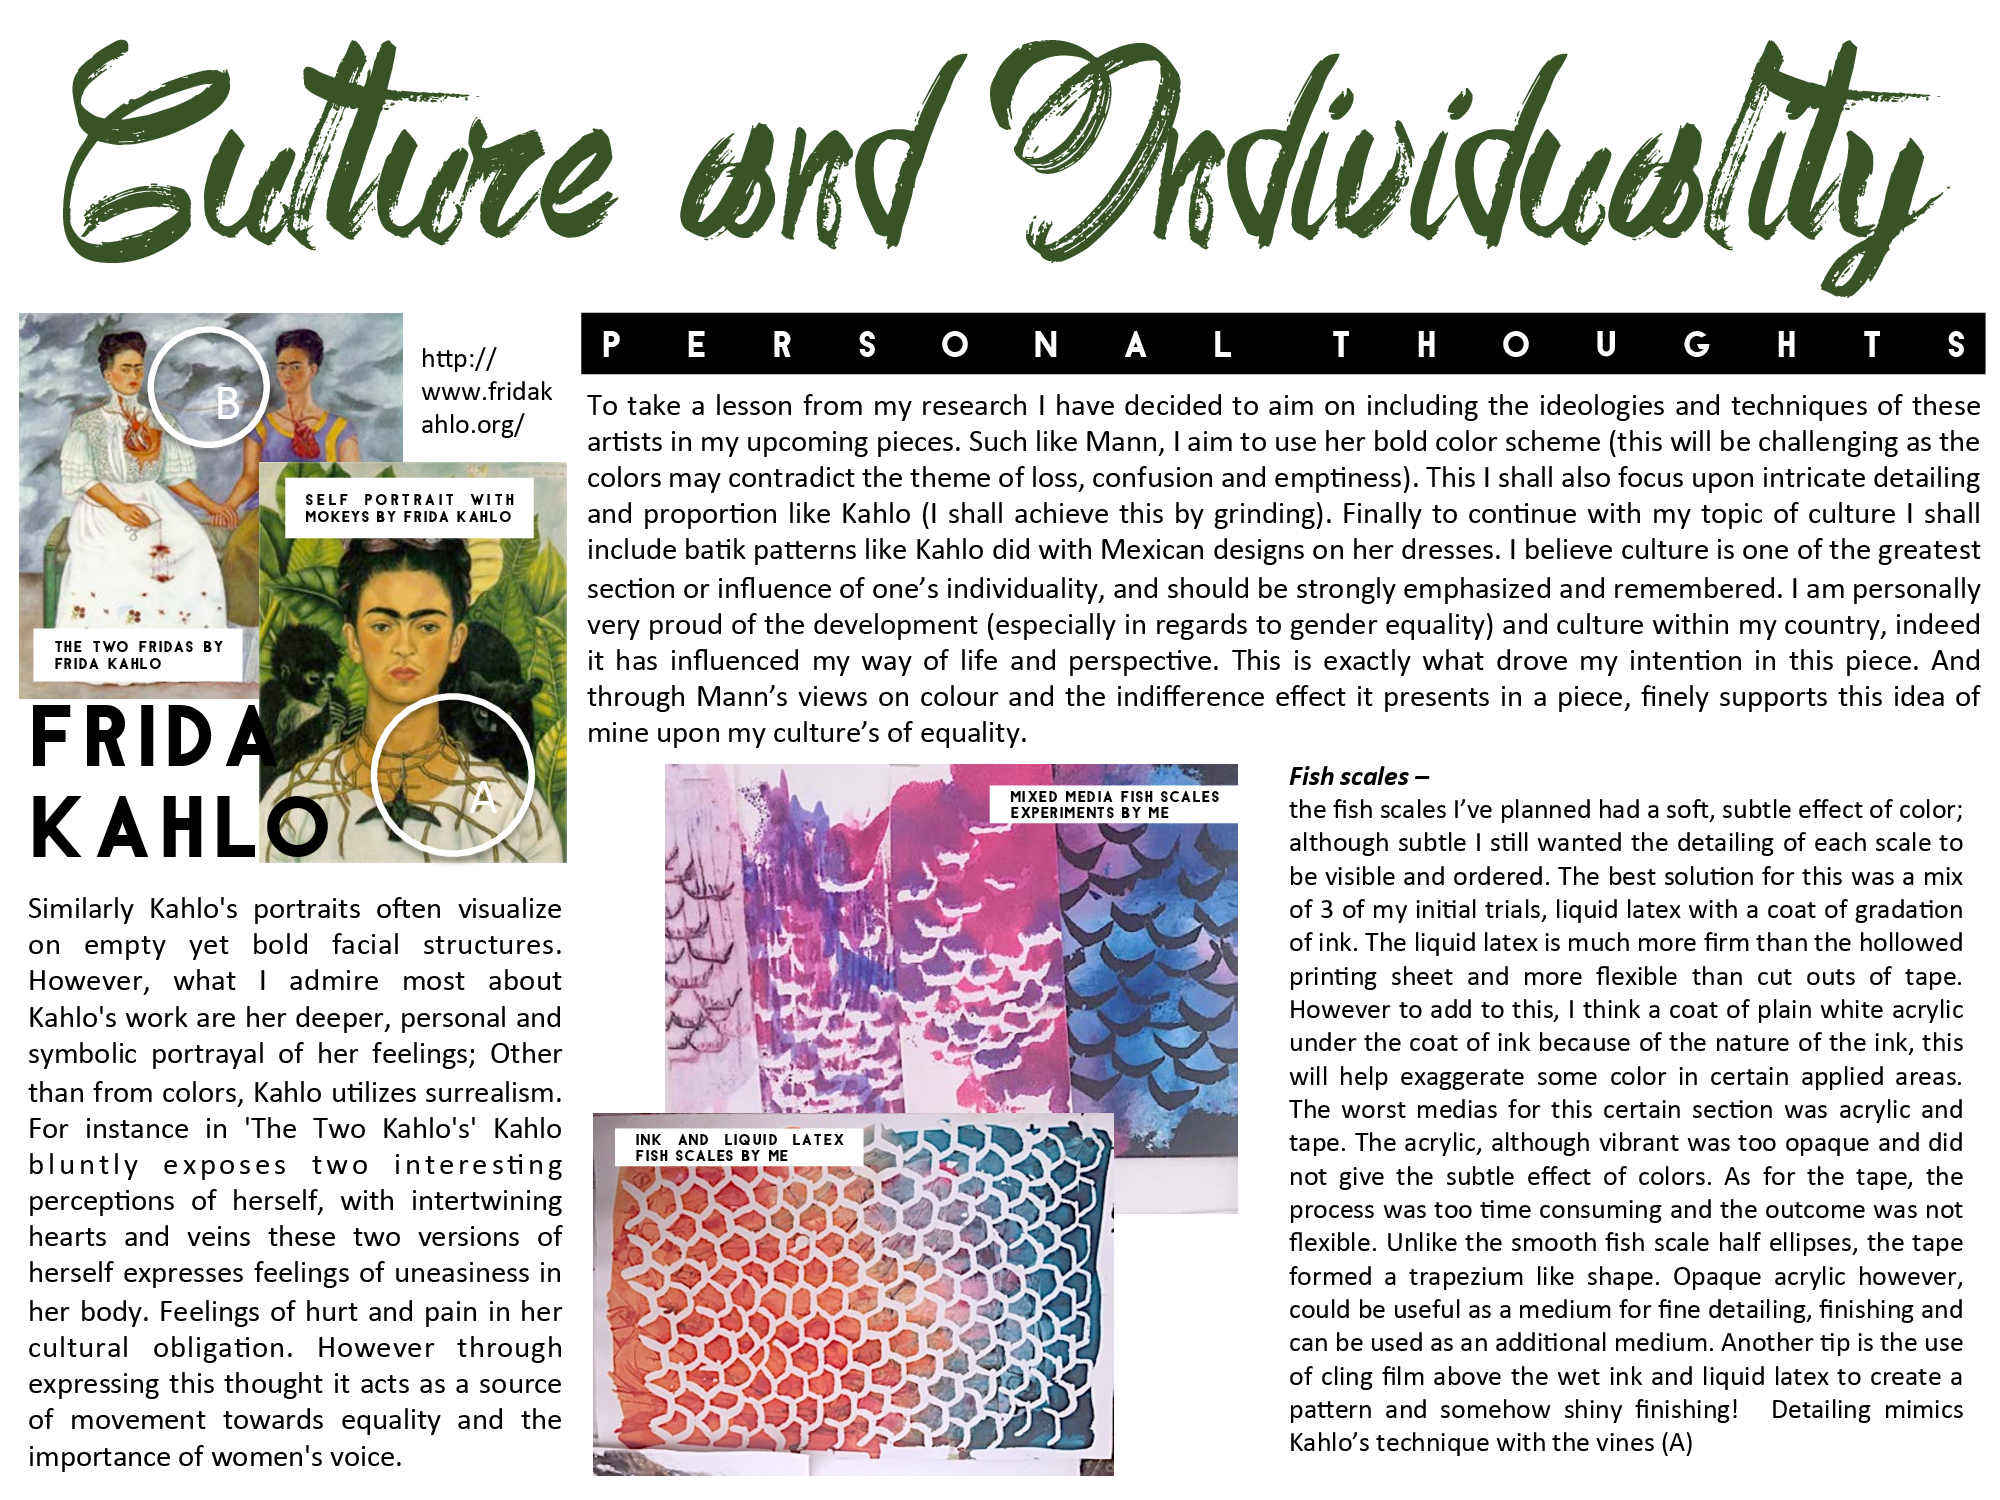 Culture and Individuality
B
http://
www.fridak
ahlo.org/
SELF PORTRAIT WITH
MOKEYS BY FRIDA KAHLO
THE TWO FRIDAS BY
FRIDA KAHLO
A
FRIDA
KAHLO
Similarly Kahlo's portraits often visualize
on empty yet bold facial structures.
However, what I admire most about
Kahlo's work are her deeper, personal and
symbolic portrayal of her feelings; Other
than from colors, Kahlo utilizes surrealism.
For instance in 'The Two Kahlo's' Kahlo
bluntly exposes two interesting
perceptions of herself, with intertwining
hearts and veins these two versions of
herself expresses feelings of uneasiness in
her body. Feelings of hurt and pain in her
cultural obligation. However through
expressing this thought it acts as a source
of movement towards equality and the
importance of women's voice.
PERSONAL THOUGHTS
To take a lesson from my research I have decided to aim on including the ideologies and techniques of these
artists in my upcoming pieces. Such like Mann, I aim to use her bold color scheme (this will be challenging as the
colors may contradict the theme of loss, confusion and emptiness). This I shall also focus upon intricate detailing
and proportion like Kahlo (I shall achieve this by grinding). Finally to continue with my topic of culture I shall
include batik patterns like Kahlo did with Mexican designs on her dresses. I believe culture is one of the greatest
section or influence of one’s individuality, and should be strongly emphasized and remembered. I am personally
very proud of the development (especially in regards to gender equality) and culture within my country, indeed
it has influenced my way of life and perspective. This is exactly what drove my intention in this piece. And
through Mann’s views on colour and the indifference effect it presents in a piece, finely supports this idea of
mine upon my culture’s of equality.
MIXED MEDIA FISH SCALES
EXPERIMENTS BY ME
INK AND LIQUID LATEX
FISH SCALES BY ME
Fish scales –
the fish scales I’ve planned had a soft, subtle effect of color;
although subtle I still wanted the detailing of each scale to
be visible and ordered. The best solution for this was a mix
of 3 of my initial trials, liquid latex with a coat of gradation
of ink. The liquid latex is much more firm than the hollowed
printing sheet and more flexible than cut outs of tape.
However to add to this, I think a coat of plain white acrylic
under the coat of ink because of the nature of the ink, this
will help exaggerate some color in certain applied areas.
The worst medias for this certain section was acrylic and
tape. The acrylic, although vibrant was too opaque and did
not give the subtle effect of colors. As for the tape, the
process was too time consuming and the outcome was not
flexible. Unlike the smooth fish scale half ellipses, the tape
formed a trapezium like shape. Opaque acrylic however,
could be useful as a medium for fine detailing, finishing and
can be used as an additional medium. Another tip is the use
of cling film above the wet ink and liquid latex to create a
pattern and somehow shiny finishing! Detailing mimics
Kahlo’s technique with the vines (A)